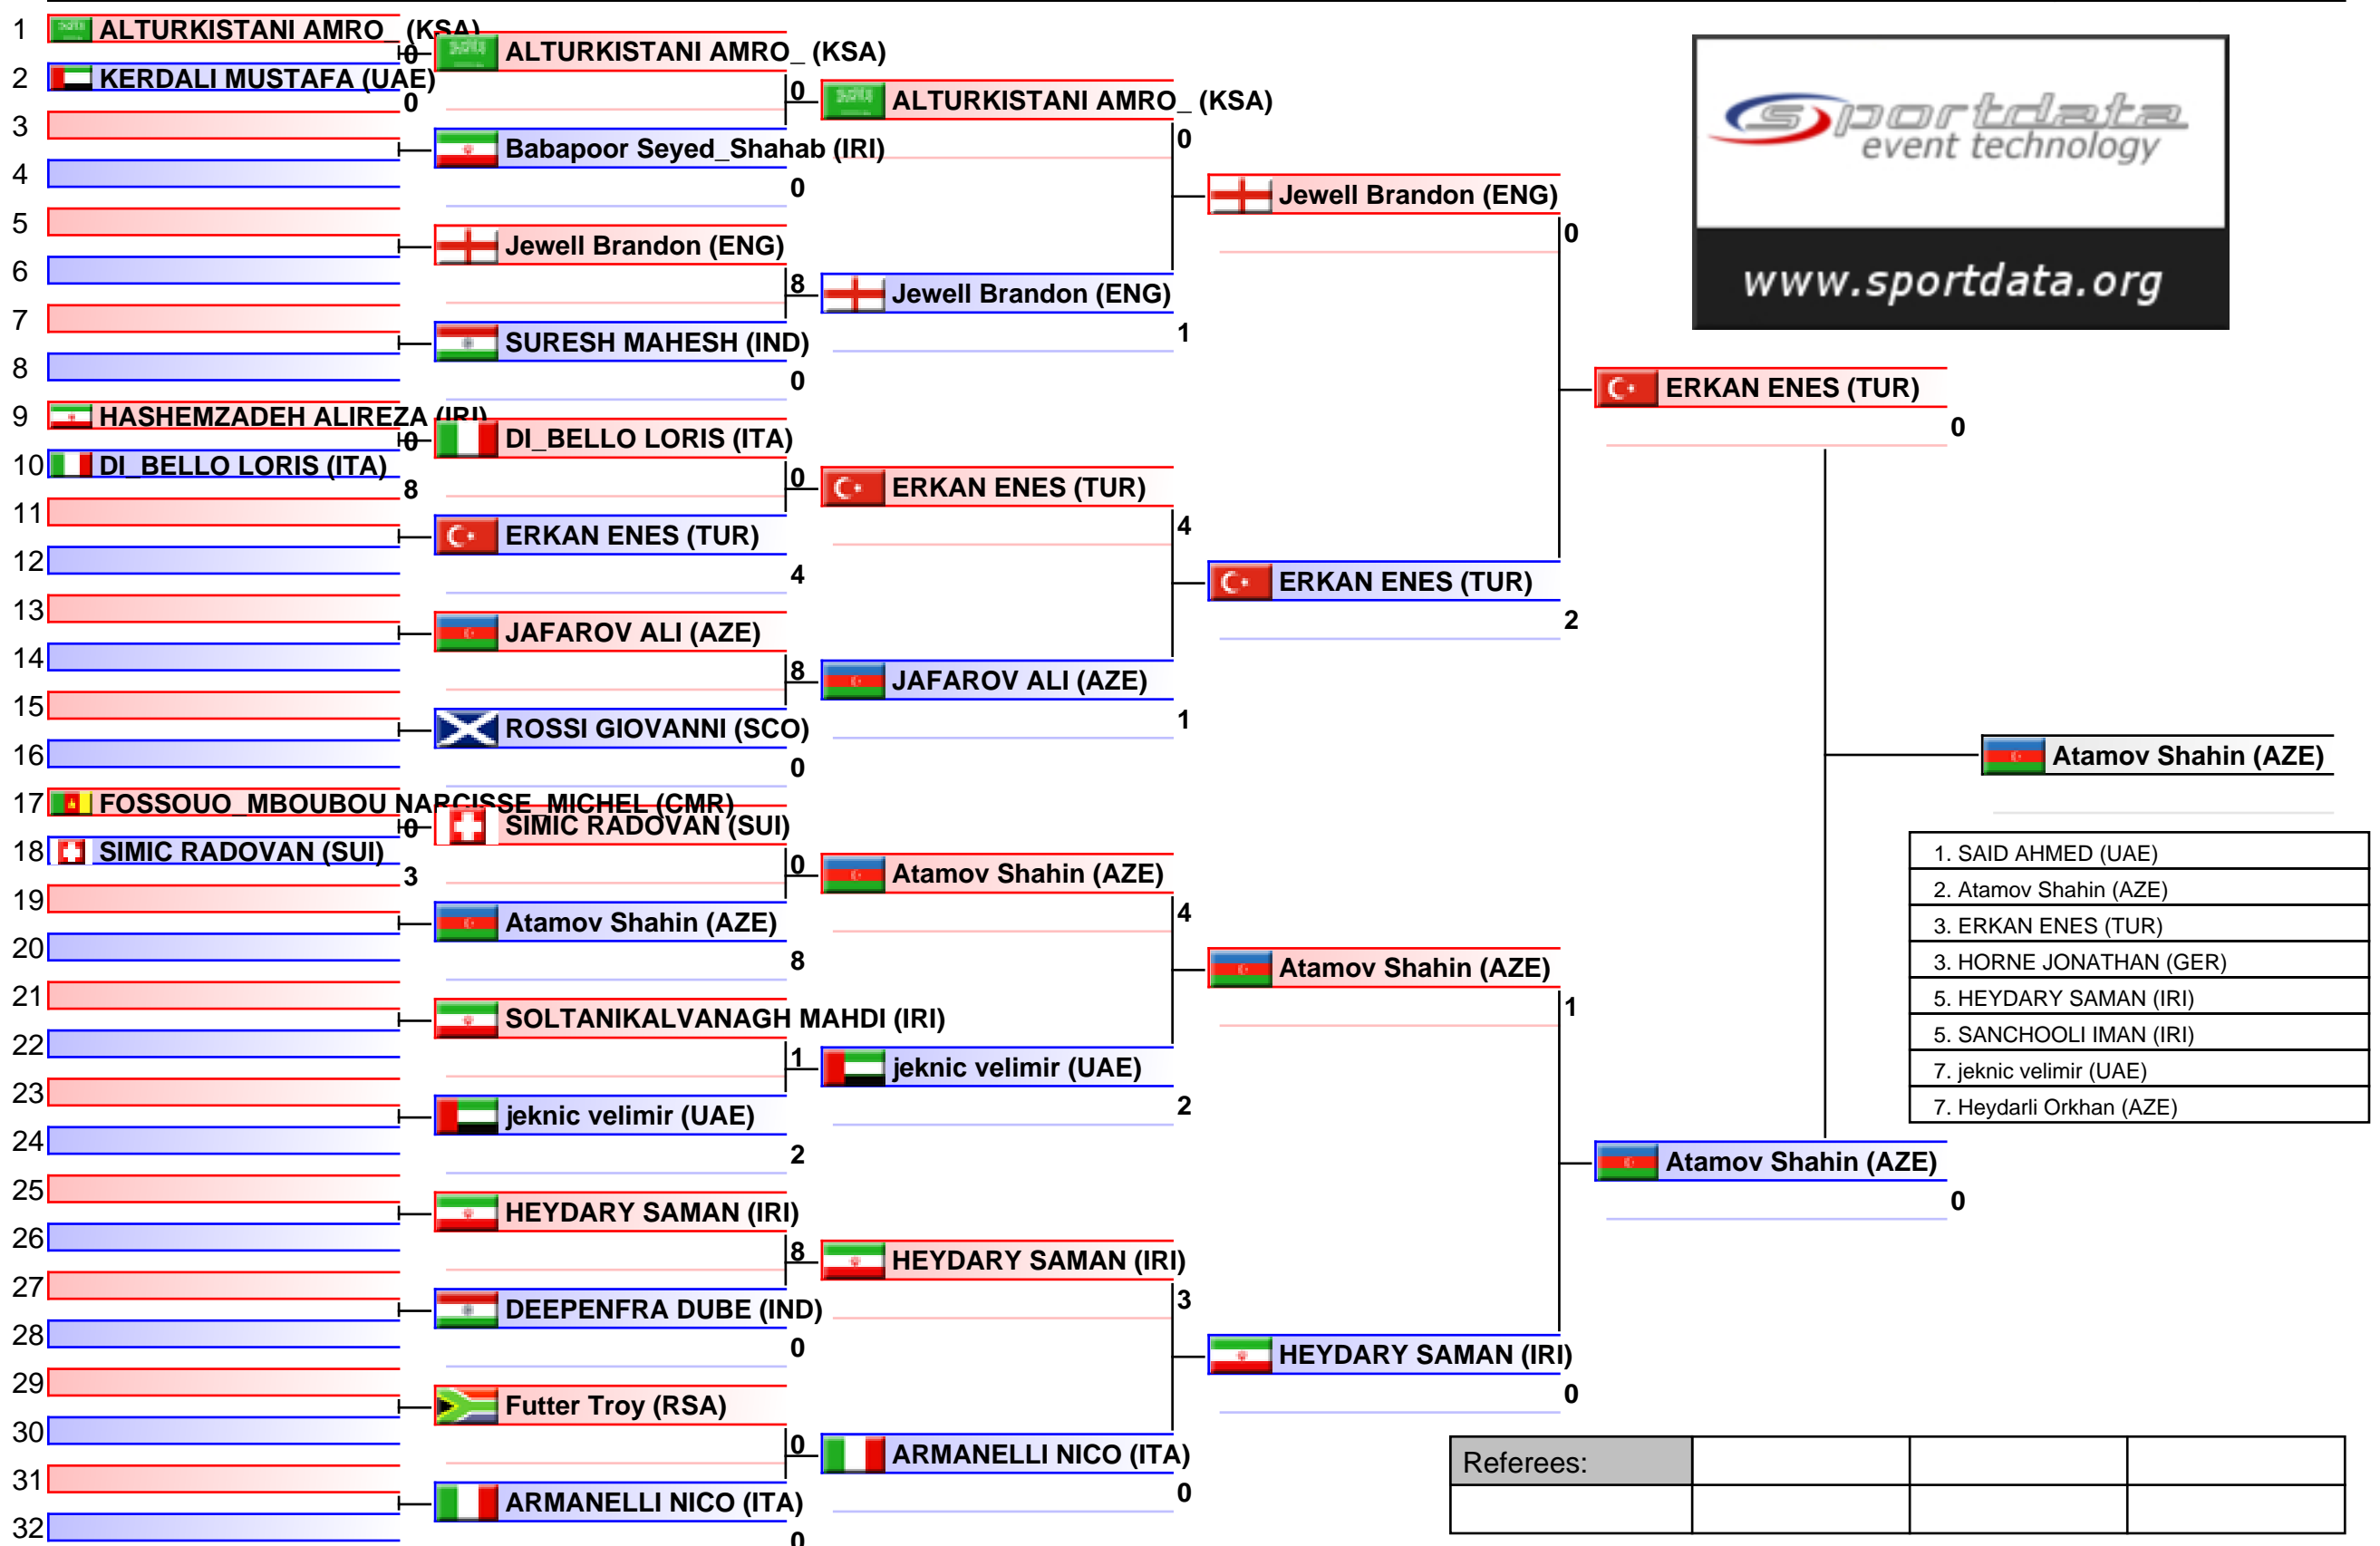 1 ALTURKISTANI AMRO_ (KSA)
0
2 KERDALI MUSTAFA (UAE)
0
3
4
5
6
7
8
9 HASHEMZADEH ALIREZA (IRI)
0
10 DI_BELLO LORIS (ITA)
8
11
12
13
14
15
16
17 FOSSOUO_MBOUBOU NARCISSE_MICHEL (CMR)
0
18 SIMIC RADOVAN (SUI)
3
19
20
21
22
23
24
25
26
27
28
29
30
31
32
ALTURKISTANI AMRO_ (KSA)
0
Babapoor Seyed_Shahab (IRI)
0
Jewell Brandon (ENG)
8
SURESH MAHESH (IND)
0
DI_BELLO LORIS (ITA)
0
ERKAN ENES (TUR)
4
JAFAROV ALI (AZE)
8
ROSSI GIOVANNI (SCO)
0
SIMIC RADOVAN (SUI)
0
Atamov Shahin (AZE)
8
SOLTANIKALVANAGH MAHDI (IRI)
1
jeknic velimir (UAE)
2
HEYDARY SAMAN (IRI)
8
DEEPENFRA DUBE (IND)
0
Futter Troy (RSA)
0
ARMANELLI NICO (ITA)
0
ALTURKISTANI AMRO_ (KSA)
0
Jewell Brandon (ENG)
1
ERKAN ENES (TUR)
4
JAFAROV ALI (AZE)
1
Atamov Shahin (AZE)
4
jeknic velimir (UAE)
2
HEYDARY SAMAN (IRI)
3
ARMANELLI NICO (ITA)
0
Jewell Brandon (ENG)
0
ERKAN ENES (TUR)
2
Atamov Shahin (AZE)
1
HEYDARY SAMAN (IRI)
0
ERKAN ENES (TUR)
0
Atamov Shahin (AZE)
0
Atamov Shahin (AZE)
sportdata
event technology
www.sportdata.org
1. SAID AHMED (UAE)
2. Atamov Shahin (AZE)
3. ERKAN ENES (TUR)
3. HORNE JONATHAN (GER)
5. HEYDARY SAMAN (IRI)
5. SANCHOOLI IMAN (IRI)
7. jeknic velimir (UAE)
7. Heydarli Orkhan (AZE)
Referees: